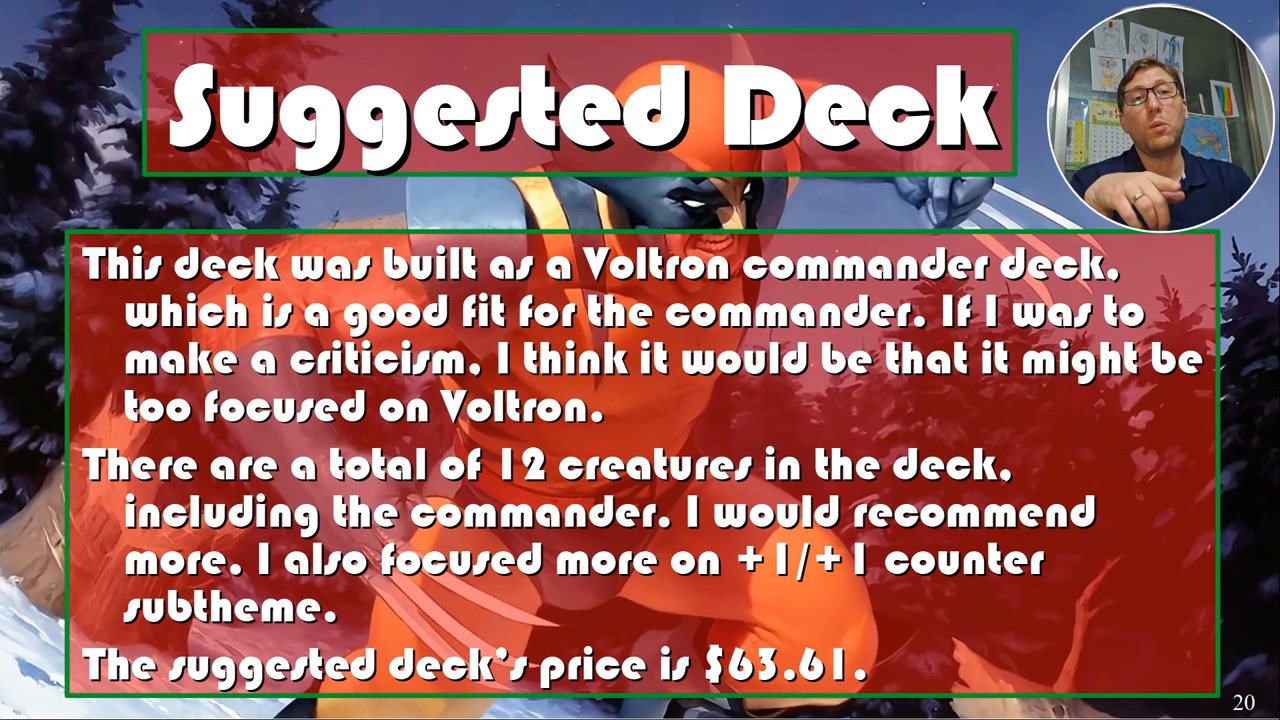 Suggested Deck
This deck was built as a Voltron commander deck,
which is a good fit for the commander. If I was to
make a criticism, I think it would be that it might be
too focused on Voltron.
There are a total of 12 creatures in the deck,
including the commander. I would recommend
more. I also focused more on +1/+1 counter
subtheme.
The suggested deck's price is $63.61.
20